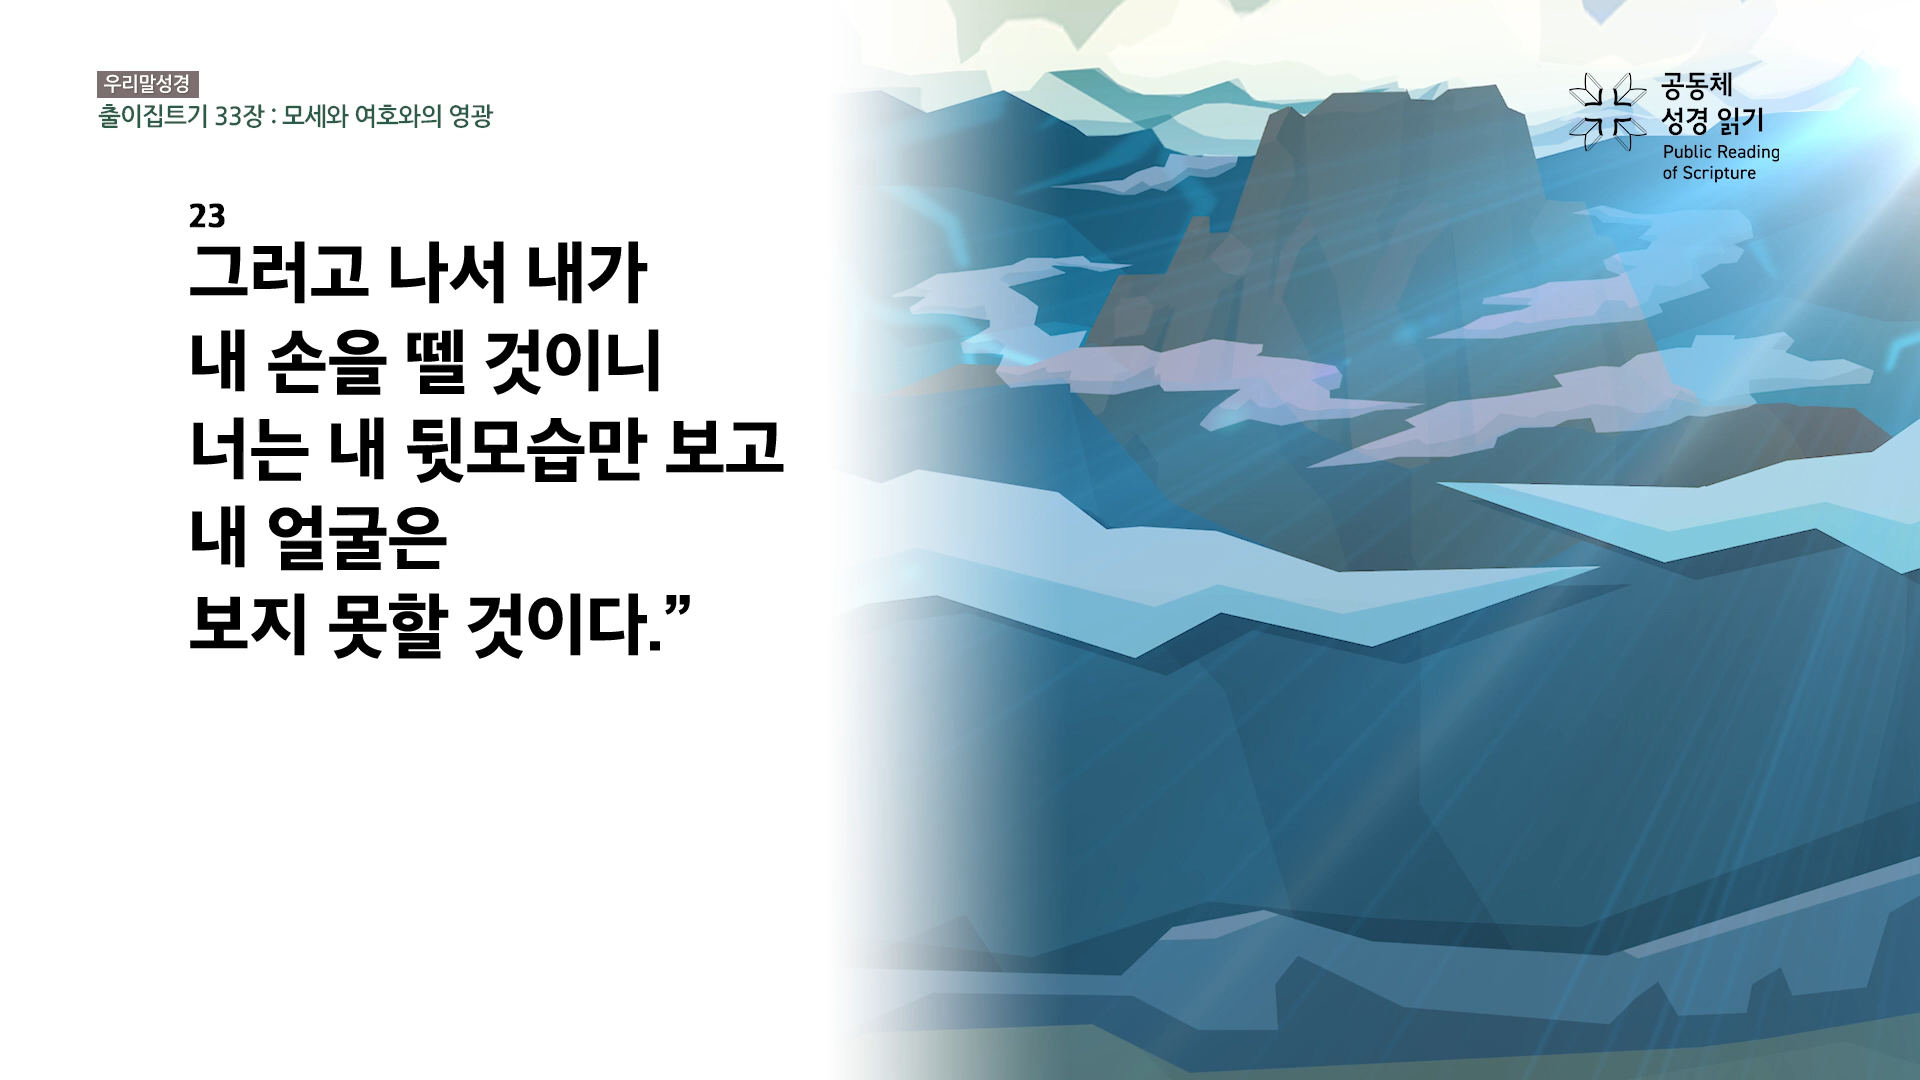 우리말성경
출이집트기 33장 : 모세와 여호와의 영광
공동체
성경 읽기
Public Reading
of Scripture
23
그러고 나서 내가
내 손을 뗄 것이니
너는 내 뒷모습만 보고
내 얼굴은
보지 못할 것이다.”